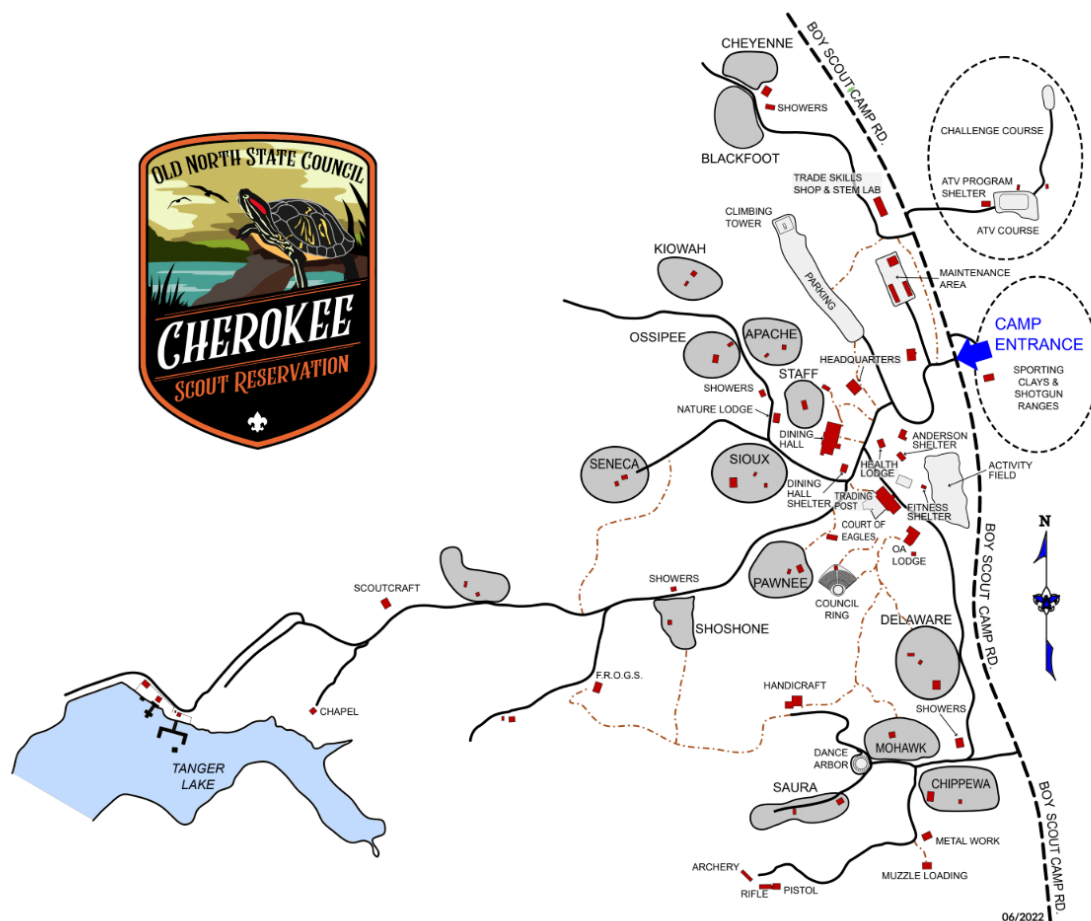 OLD NORTH STATE COUNCIL
CHEROKEE
SCOUT RESERVATION
CHEYENNE
SHOWERS
BLACKFOOT
BOY SCOUT CAMP RD.
CHALLENGE COURSE
TRADE SKILLS
SHOP & STEM LAB
ATV PROGRAM
SHELTER
ATV COURSE
CLIMBING
TOWER
KIOWAH
PARKING
MAINTENANCE
AREA
CAMP
ENTRANCE
OSSIPEE
APACHE
HEADQUARTERS
STAFF
SPORTING
CLAYS &
SHOTGUN
RANGES
SHOWERS
NATURE LODGE
DINING
HALL
ANDERSON
SHELTER
SENECA
SIOUX
HEALTH
LODGE
ACTIVITY
FIELD
DINING
HALL
SHELTER
TRADING
POST
FITNESS
SHELTER
COURT OF
EAGLES
OA
LODGE
BOY SCOUT CAMP RD.
N
SCOUTCRAFT
SHOWERS
PAWNEE
COUNCIL
RING
SHOSHONE
DELAWARE
F.R.O.G.S.
HANDICRAFT
CHAPEL
SHOWERS
TANGER
LAKE
DANCE
ARBOR
MOHAWK
SAURA
CHIPPEWA
BOY SCOUT CAMP RD.
METAL WORK
ARCHERY
MUZZLE LOADING
RIFLE
PISTOL
06/2022